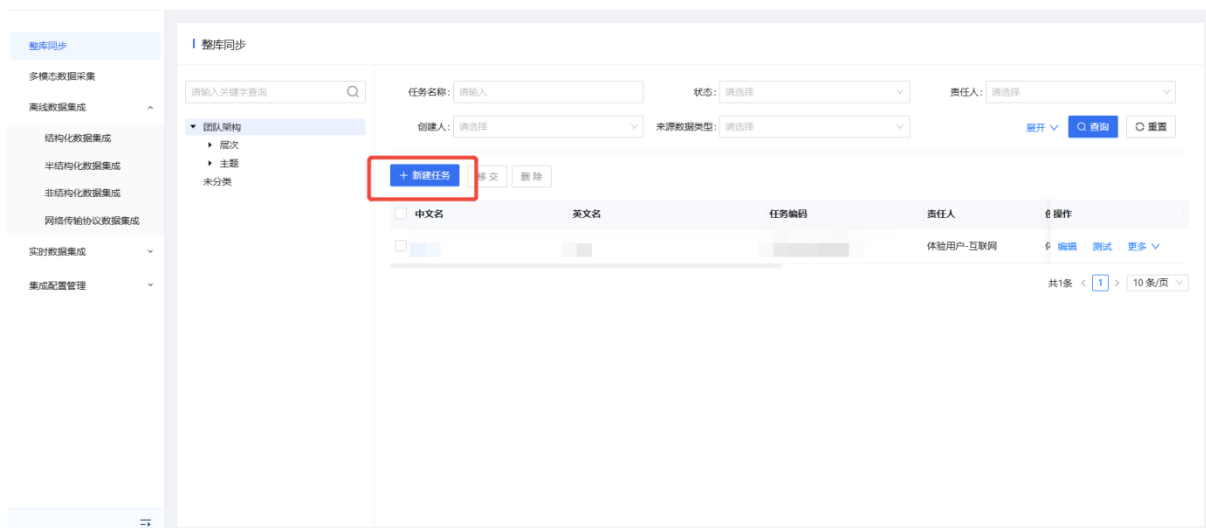 整库同步
多模态数据采集
离线数据集成
结构化数据集成
半结构化数据集成
非结构化数据集成
网络传输协议数据集成
实时数据集成
集成配置管理
整库同步
请输入关键字查询
团队架构
层次
主题
未分类
任务名称: 请输入 状态: 请选择 责任人: 请选择
创建人: 请选择 来源数据类型: 请选择 展开 查询 重置
+ 新建任务 移交 删除
中文名 英文名 任务编码 责任人 操作
体验用户-互联网 编辑 测试 更多
共1条 < 1 > 10 条/页